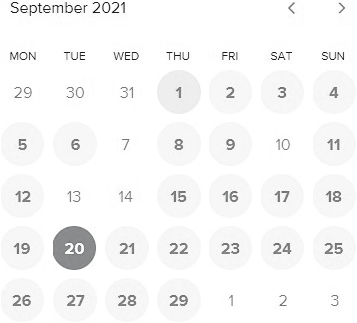 September 2021
MON TUE WED THU FRI SAT SUN
29 30 31 1 2 3 4
5 6 7 8 9 10 11
12 13 14 15 16 17 18
19 20 21 22 23 24 25
26 27 28 29 1 2 3